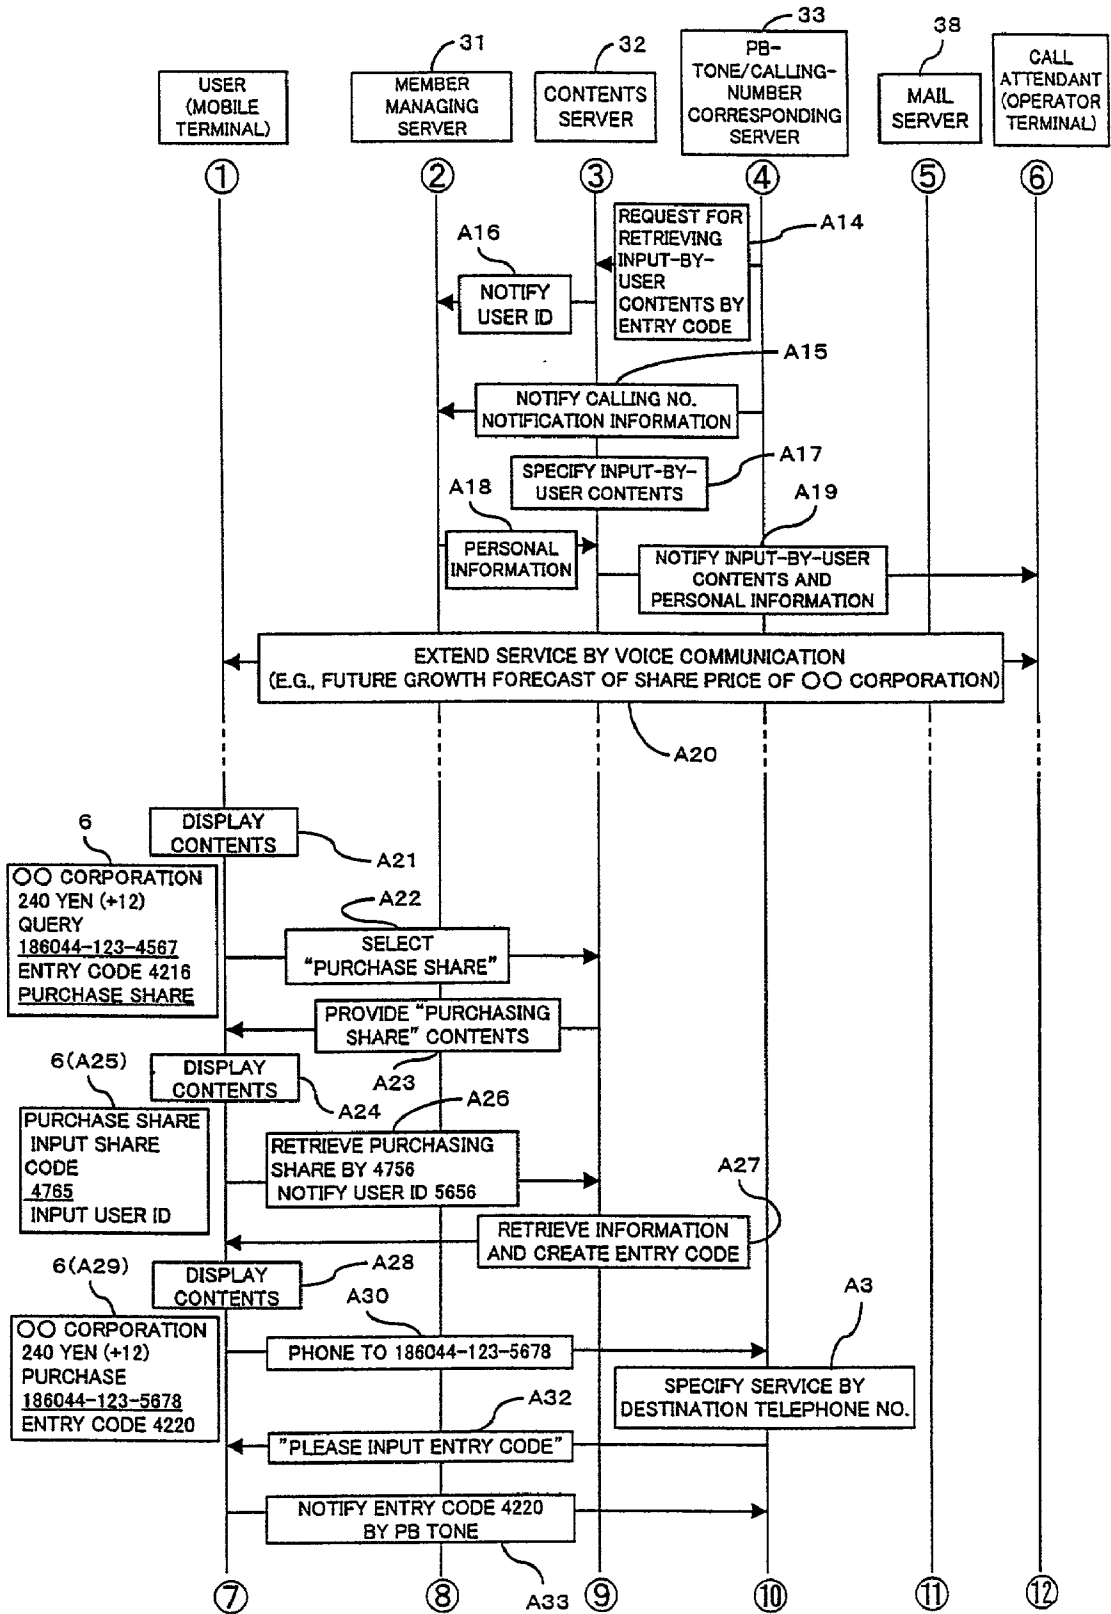 33
31
32
38
USER
(MOBILE
TERMINAL)
MEMBER
MANAGING
SERVER
CONTENTS
SERVER
PB-
TONE/CALLING-
NUMBER
CORRESPONDING
SERVER
MAIL
SERVER
CALL
ATTENDANT
(OPERATOR
TERMINAL)
① ② ③ ④ ⑤ ⑥
REQUEST FOR
RETRIEVING
INPUT-BY-
USER
CONTENTS BY
ENTRY CODE
A14
A16
NOTIFY
USER ID
A15
NOTIFY CALLING NO.
NOTIFICATION INFORMATION
A17
SPECIFY INPUT-BY-
USER CONTENTS
A18
PERSONAL
INFORMATION
A19
NOTIFY INPUT-BY-USER
CONTENTS AND
PERSONAL INFORMATION
EXTEND SERVICE BY VOICE COMMUNICATION
(E.G., FUTURE GROWTH FORECAST OF SHARE PRICE OF ○○ CORPORATION)
A20
DISPLAY
CONTENTS
A21
6
○○ CORPORATION
240 YEN (+12)
QUERY
186044-123-4567
ENTRY CODE 4216
PURCHASE SHARE
A22
SELECT
"PURCHASE SHARE"
PROVIDE "PURCHASING
SHARE" CONTENTS
A23
DISPLAY
CONTENTS
A24
6(A25)
PURCHASE SHARE
INPUT SHARE
CODE
4765
INPUT USER ID
A26
RETRIEVE PURCHASING
SHARE BY 4756
NOTIFY USER ID 5656
A27
RETRIEVE INFORMATION
AND CREATE ENTRY CODE
DISPLAY
CONTENTS
A28
6(A29)
○○ CORPORATION
240 YEN (+12)
PURCHASE
186044-123-5678
ENTRY CODE 4220
A30
PHONE TO 186044-123-5678
A3
SPECIFY SERVICE BY
DESTINATION TELEPHONE NO.
A32
"PLEASE INPUT ENTRY CODE"
NOTIFY ENTRY CODE 4220
BY PB TONE
A33
⑦ ⑧ ⑨ ⑩ ⑪ ⑫